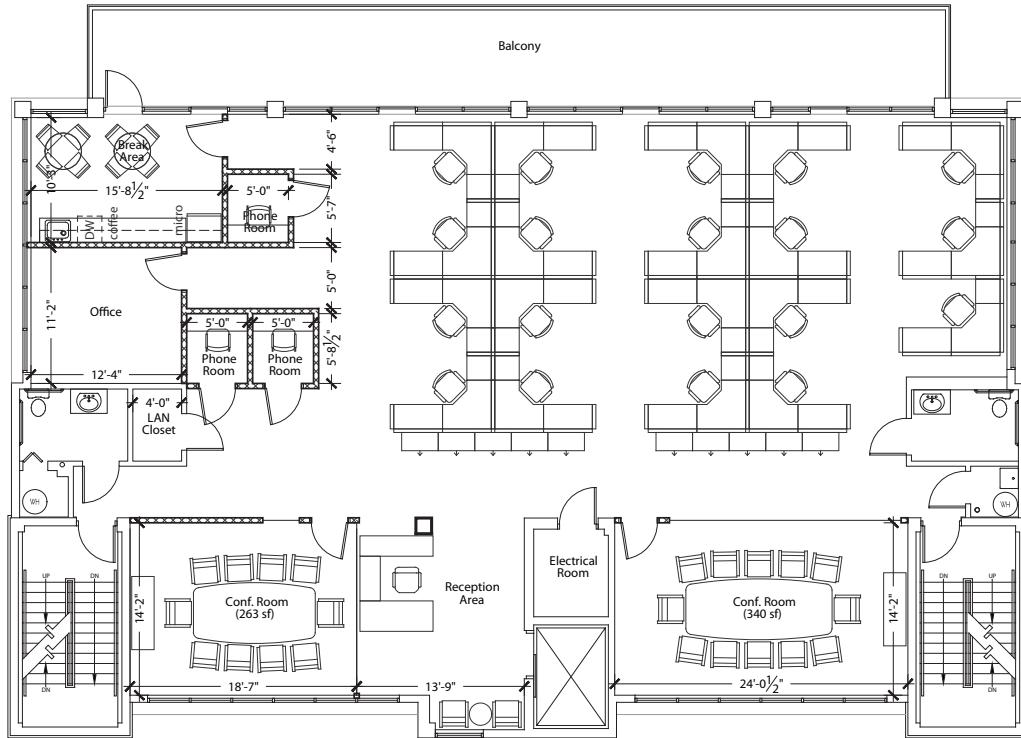 Balcony
Break
Area
10'-3"
15'-8½"
DW
coffee
micro
4'-6"
5'-0"
5'-7"
Phone
Room
5'-0"
Office
11'-2"
12'-4"
5'-0"
5'-0"
5'-8½"
Phone
Room
Phone
Room
4'-0"
LAN
Closet
WH
WH
UP
DN
DN
14'-2"
Conf. Room
(263 sf)
18'-7"
Reception
Area
13'-9"
Electrical
Room
Conf. Room
(340 sf)
14'-2"
24'-0½"
DN
UP
DN